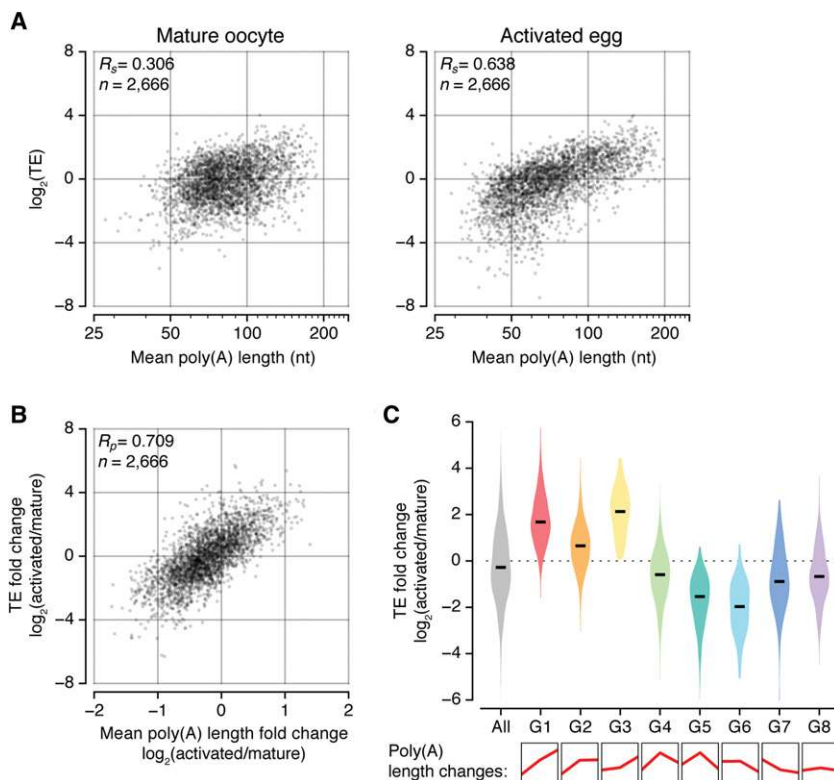 A
Mature oocyte
Activated egg
Rs= 0.306
n = 2,666
Rs= 0.638
n = 2,666
log2(TE)
8
4
0
−4
−8
8
4
0
−4
−8
25 50 100 200
25 50 100 200
Mean poly(A) length (nt)
Mean poly(A) length (nt)
B
Rp= 0.709
n = 2,666
TE fold change
log2(activated/mature)
8
4
0
−4
−8
−2 −1 0 1 2
Mean poly(A) length fold change
log2(activated/mature)
C
TE fold change
log2(activated/mature)
6
4
2
0
−2
−4
−6
All G1 G2 G3 G4 G5 G6 G7 G8
Poly(A)
length changes: